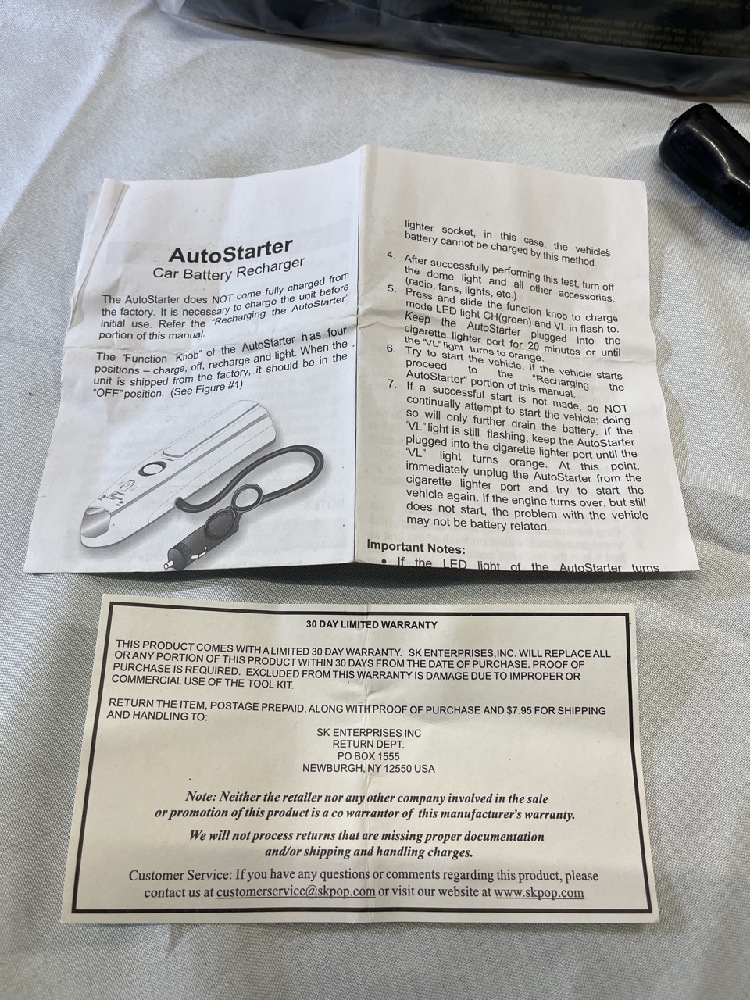 AutoStarter
Car Battery Recharger
The AutoStarter does NOT come fully charged from
the factory. It is necessary to charge the unit before
initial use. Refer the "Recharging the AutoStarter"
portion of this manual.
The "Function Knob" of the AutoStarter has four
positions – charge, off, recharge and light. When the
unit is shipped from the factory, it should be in the
"OFF" position. (See Figure #1)
lighter socket, in this case, the vehicles
battery cannot be charged by this method.
4. After successfully performing this test, turn off
the dome light and all other accessories.
(radio, fans, lights, etc.)
5. Press and slide the function knob to charge
mode LED light CH(green) and VL in flash to.
Keep the AutoStarter plugged into the
cigarette lighter port for 20 minutes or until
the "VL" light turns to orange.
6. Try to start the vehicle, if the vehicle starts
proceed to the "Recharging the
AutoStarter" portion of this manual.
7. If a successful start is not made, do NOT
continually attempt to start the vehicle; doing
so will only further drain the battery. If the
"VL" light is still flashing, keep the AutoStarter
plugged into the cigarette lighter port until the
"VL" light turns orange. At this point,
immediately unplug the AutoStarter from the
cigarette lighter port and try to start the
vehicle again. If the engine turns over, but still
does not start, the problem with the vehicle
may not be battery related.
Important Notes:
• If the LED light of the AutoStarter turns
30 DAY LIMITED WARRANTY
THIS PRODUCT COMES WITH A LIMITED 30 DAY WARRANTY. SK ENTERPRISES, INC. WILL REPLACE ALL
OR ANY PORTION OF THIS PRODUCT WITHIN 30 DAYS FROM THE DATE OF PURCHASE. PROOF OF
PURCHASE IS REQUIRED. EXCLUDED FROM THIS WARRANTY IS DAMAGE DUE TO IMPROPER OR
COMMERCIAL USE OF THE TOOL KIT.
RETURN THE ITEM, POSTAGE PREPAID, ALONG WITH PROOF OF PURCHASE AND $7.95 FOR SHIPPING
AND HANDLING TO:
SK ENTERPRISES INC
RETURN DEPT.
PO BOX 1555
NEWBURGH, NY 12550 USA
Note: Neither the retailer nor any other company involved in the sale
or promotion of this product is a co warrantor of this manufacturer's warranty.
We will not process returns that are missing proper documentation
and/or shipping and handling charges.
Customer Service: If you have any questions or comments regarding this product, please
contact us at customerservice@skpop.com or visit our website at www.skpop.com